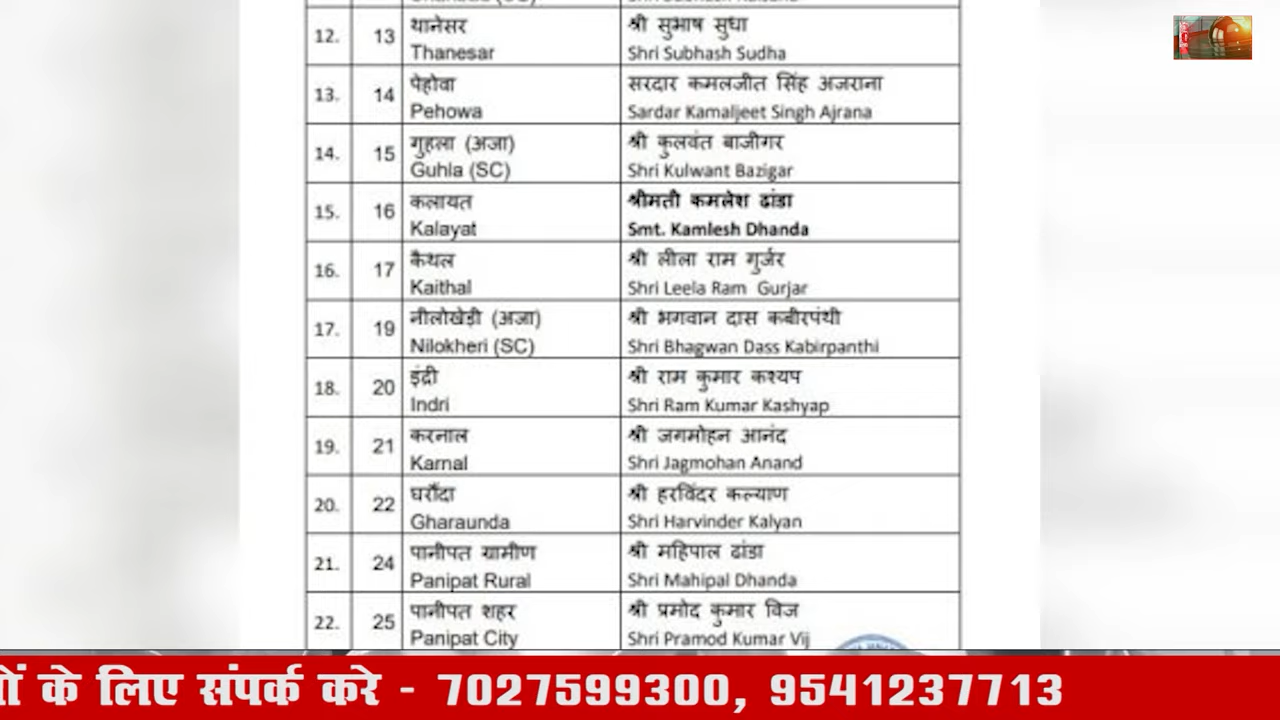 12. 13 थानेसर श्री सुभाष सुधा
Thanesar Shri Subhash Sudha
13. 14 पेहोवा सरदार कमलजीत सिंह अजराना
Pehowa Sardar Kamaljeet Singh Ajrana
14. 15 गुहला (अजा) श्री कुलवंत बाजीगर
Guhla (SC) Shri Kulwant Bazigar
15. 16 कलायत श्रीमती कमलेश ढांडा
Kalayat Smt. Kamlesh Dhanda
16. 17 कैथल श्री लीला राम गुर्जर
Kaithal Shri Leela Ram Gurjar
17. 19 नीलोखेड़ी (अजा) श्री भगवान दास कबीरपंथी
Nilokheri (SC) Shri Bhagwan Dass Kabirpanthi
18. 20 इंद्री श्री राम कुमार कश्यप
Indri Shri Ram Kumar Kashyap
19. 21 करनाल श्री जगमोहन आनंद
Karnal Shri Jagmohan Anand
20. 22 घरौंदा श्री हरविंदर कल्याण
Gharaunda Shri Harvinder Kalyan
21. 24 पानीपत ग्रामीण श्री महिपाल ढांडा
Panipat Rural Shri Mahipal Dhanda
22. 25 पानीपत शहर श्री प्रमोद कुमार विज
Panipat City Shri Pramod Kumar Vij
के लिए संपर्क करे - 7027599300, 9541237713